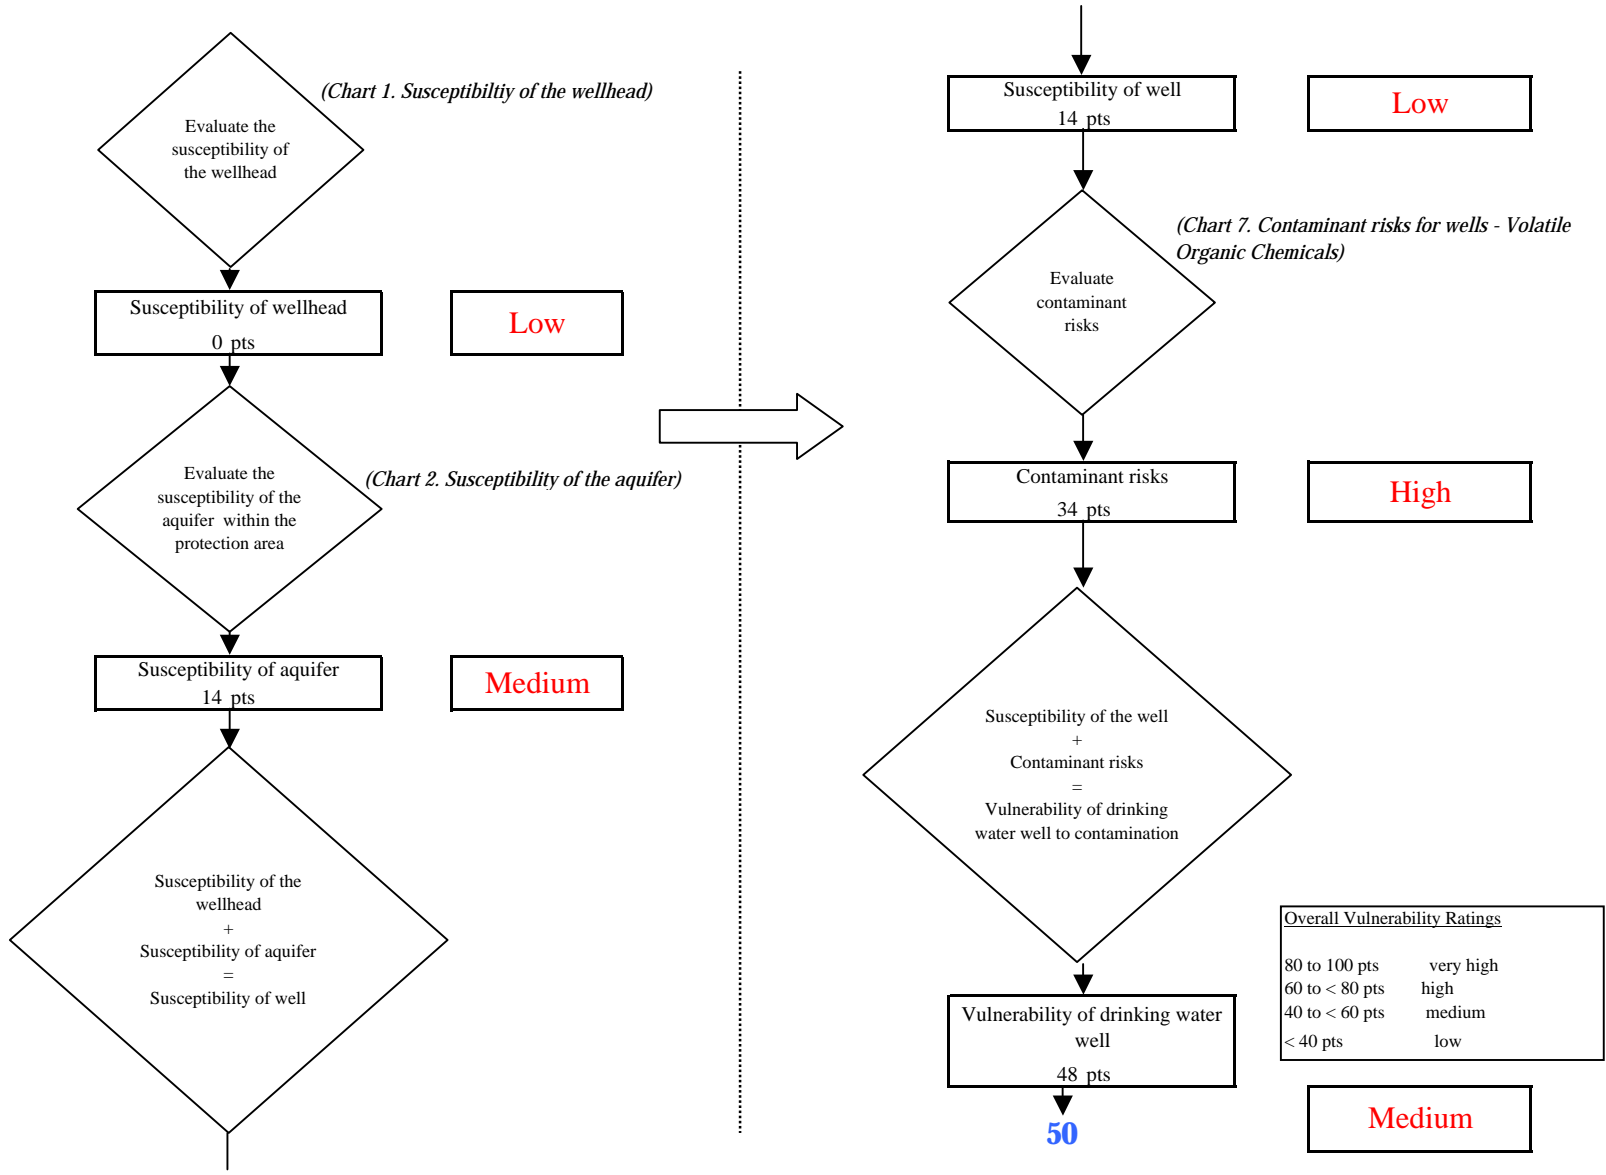 (Chart 1. Susceptibiltiy of the wellhead)
Evaluate the
susceptibility of
the wellhead
Susceptibility of wellhead
0 pts
Low
Evaluate the
susceptibility of the
aquifer within the
protection area
(Chart 2. Susceptibility of the aquifer)
Susceptibility of aquifer
14 pts
Medium
Susceptibility of the
wellhead
+
Susceptibility of aquifer
=
Susceptibility of well
Susceptibility of well
14 pts
Low
(Chart 7. Contaminant risks for wells - Volatile
Organic Chemicals)
Evaluate
contaminant
risks
Contaminant risks
34 pts
High
Susceptibility of the well
+
Contaminant risks
=
Vulnerability of drinking
water well to contamination
Overall Vulnerability Ratings
80 to 100 pts very high
60 to < 80 pts high
40 to < 60 pts medium
< 40 pts low
Vulnerability of drinking water
well
48 pts
50
Medium